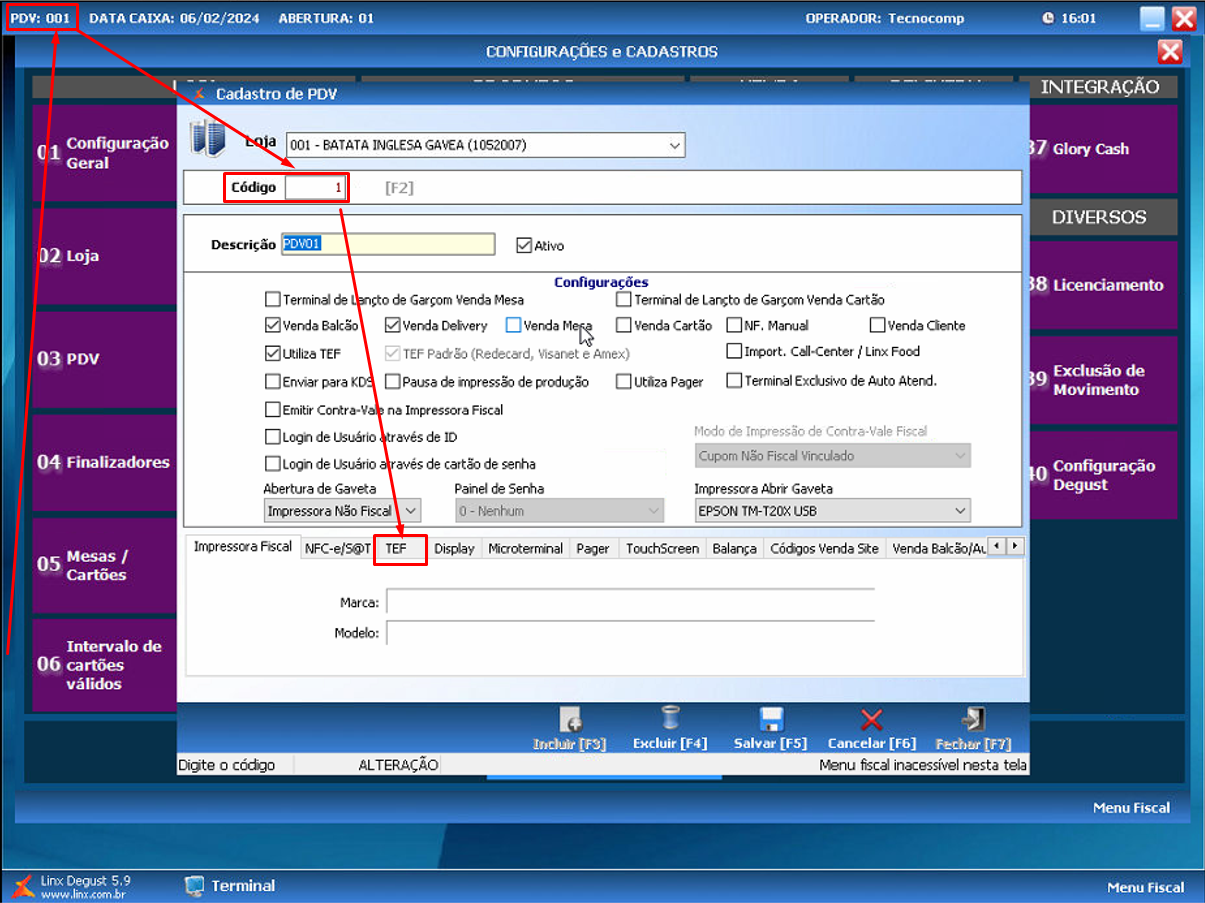 PDV: 001 DATA CAIXA: 06/02/2024 ABERTURA: 01 OPERADOR: Tecnocomp 16:01
CONFIGURAÇÕES e CADASTROS
INTEGRAÇÃO
Cadastro de PDV
01 Configuração
Geral
Loja 001 - BATATA INGLESA GAVEA (1052007)
37 Glory Cash
Código 1 [F2]
DIVERSOS
02 Loja
Descrição PDV01 Ativo
38 Licenciamento
Configurações
Terminal de Lançto de Garçom Venda Mesa Terminal de Lançto de Garçom Venda Cartão
Venda Balcão Venda Delivery Venda Mesa Venda Cartão NF. Manual Venda Cliente
03 PDV
Utiliza TEF TEF Padrão (Redecard, Visanet e Amex) Import. Call-Center / Linx Food
39 Exclusão de
Movimento
Enviar para KDS Pausa de impressão de produção Utiliza Pager Terminal Exclusivo de Auto Atend.
Emitir Contra-Vale na Impressora Fiscal
Login de Usuário através de ID Modo de Impressão de Contra-Vale Fiscal
Cupom Não Fiscal Vinculado
04 Finalizadores
Login de Usuário através de cartão de senha
40 Configuração
Degust
Abertura de Gaveta Painel de Senha Impressora Abrir Gaveta
Impressora Não Fiscal 0 - Nenhum EPSON TM-T20X USB
Impressora Fiscal NFC-e/S@T TEF Display Microterminal Pager TouchScreen Balança Códigos Venda Site Venda Balcão/Au
05 Mesas /
Cartões
Marca:
Modelo:
06 Intervalo de
cartões
válidos
Incluir [F3] Excluir [F4] Salvar [F5] Cancelar [F6] Fechar [F7]
Digite o código ALTERAÇÃO Menu fiscal inacessível nesta tela
Menu Fiscal
Linx Degust 5.9
www.linx.com.br
Terminal
Menu Fiscal